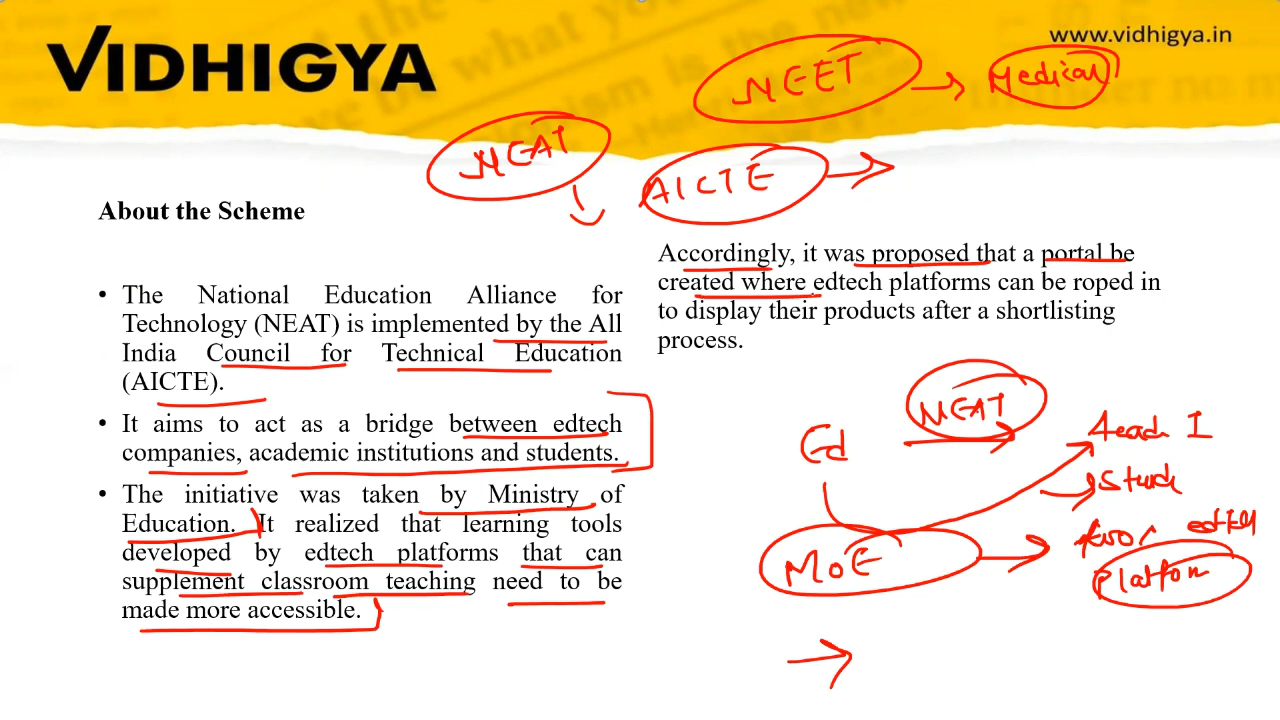 www.vidhigya.in
VIDHIGYA
NEET
Medical
NEAT
AICTE
About the Scheme
• The National Education Alliance for
Technology (NEAT) is implemented by the All
India Council for Technical Education
(AICTE).
• It aims to act as a bridge between edtech
companies, academic institutions and students.
• The initiative was taken by Ministry of
Education. It realized that learning tools
developed by edtech platforms that can
supplement classroom teaching need to be
made more accessible.
Accordingly, it was proposed that a portal be
created where edtech platforms can be roped in
to display their products after a shortlisting
process.
NEAT
Ed
I
MoE